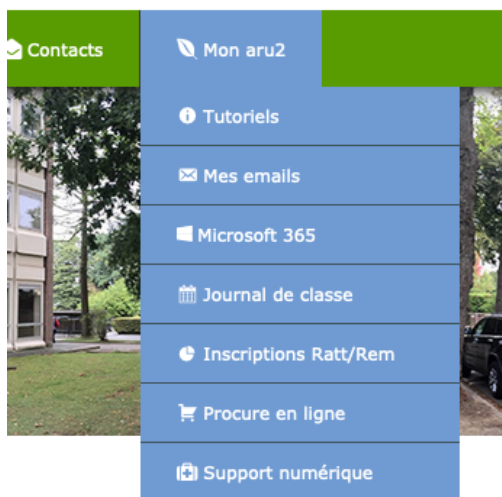 Contacts
Mon aru2
Tutoriels
Mes emails
Microsoft 365
Journal de classe
Inscriptions Ratt/Rem
Procure en ligne
Support numérique